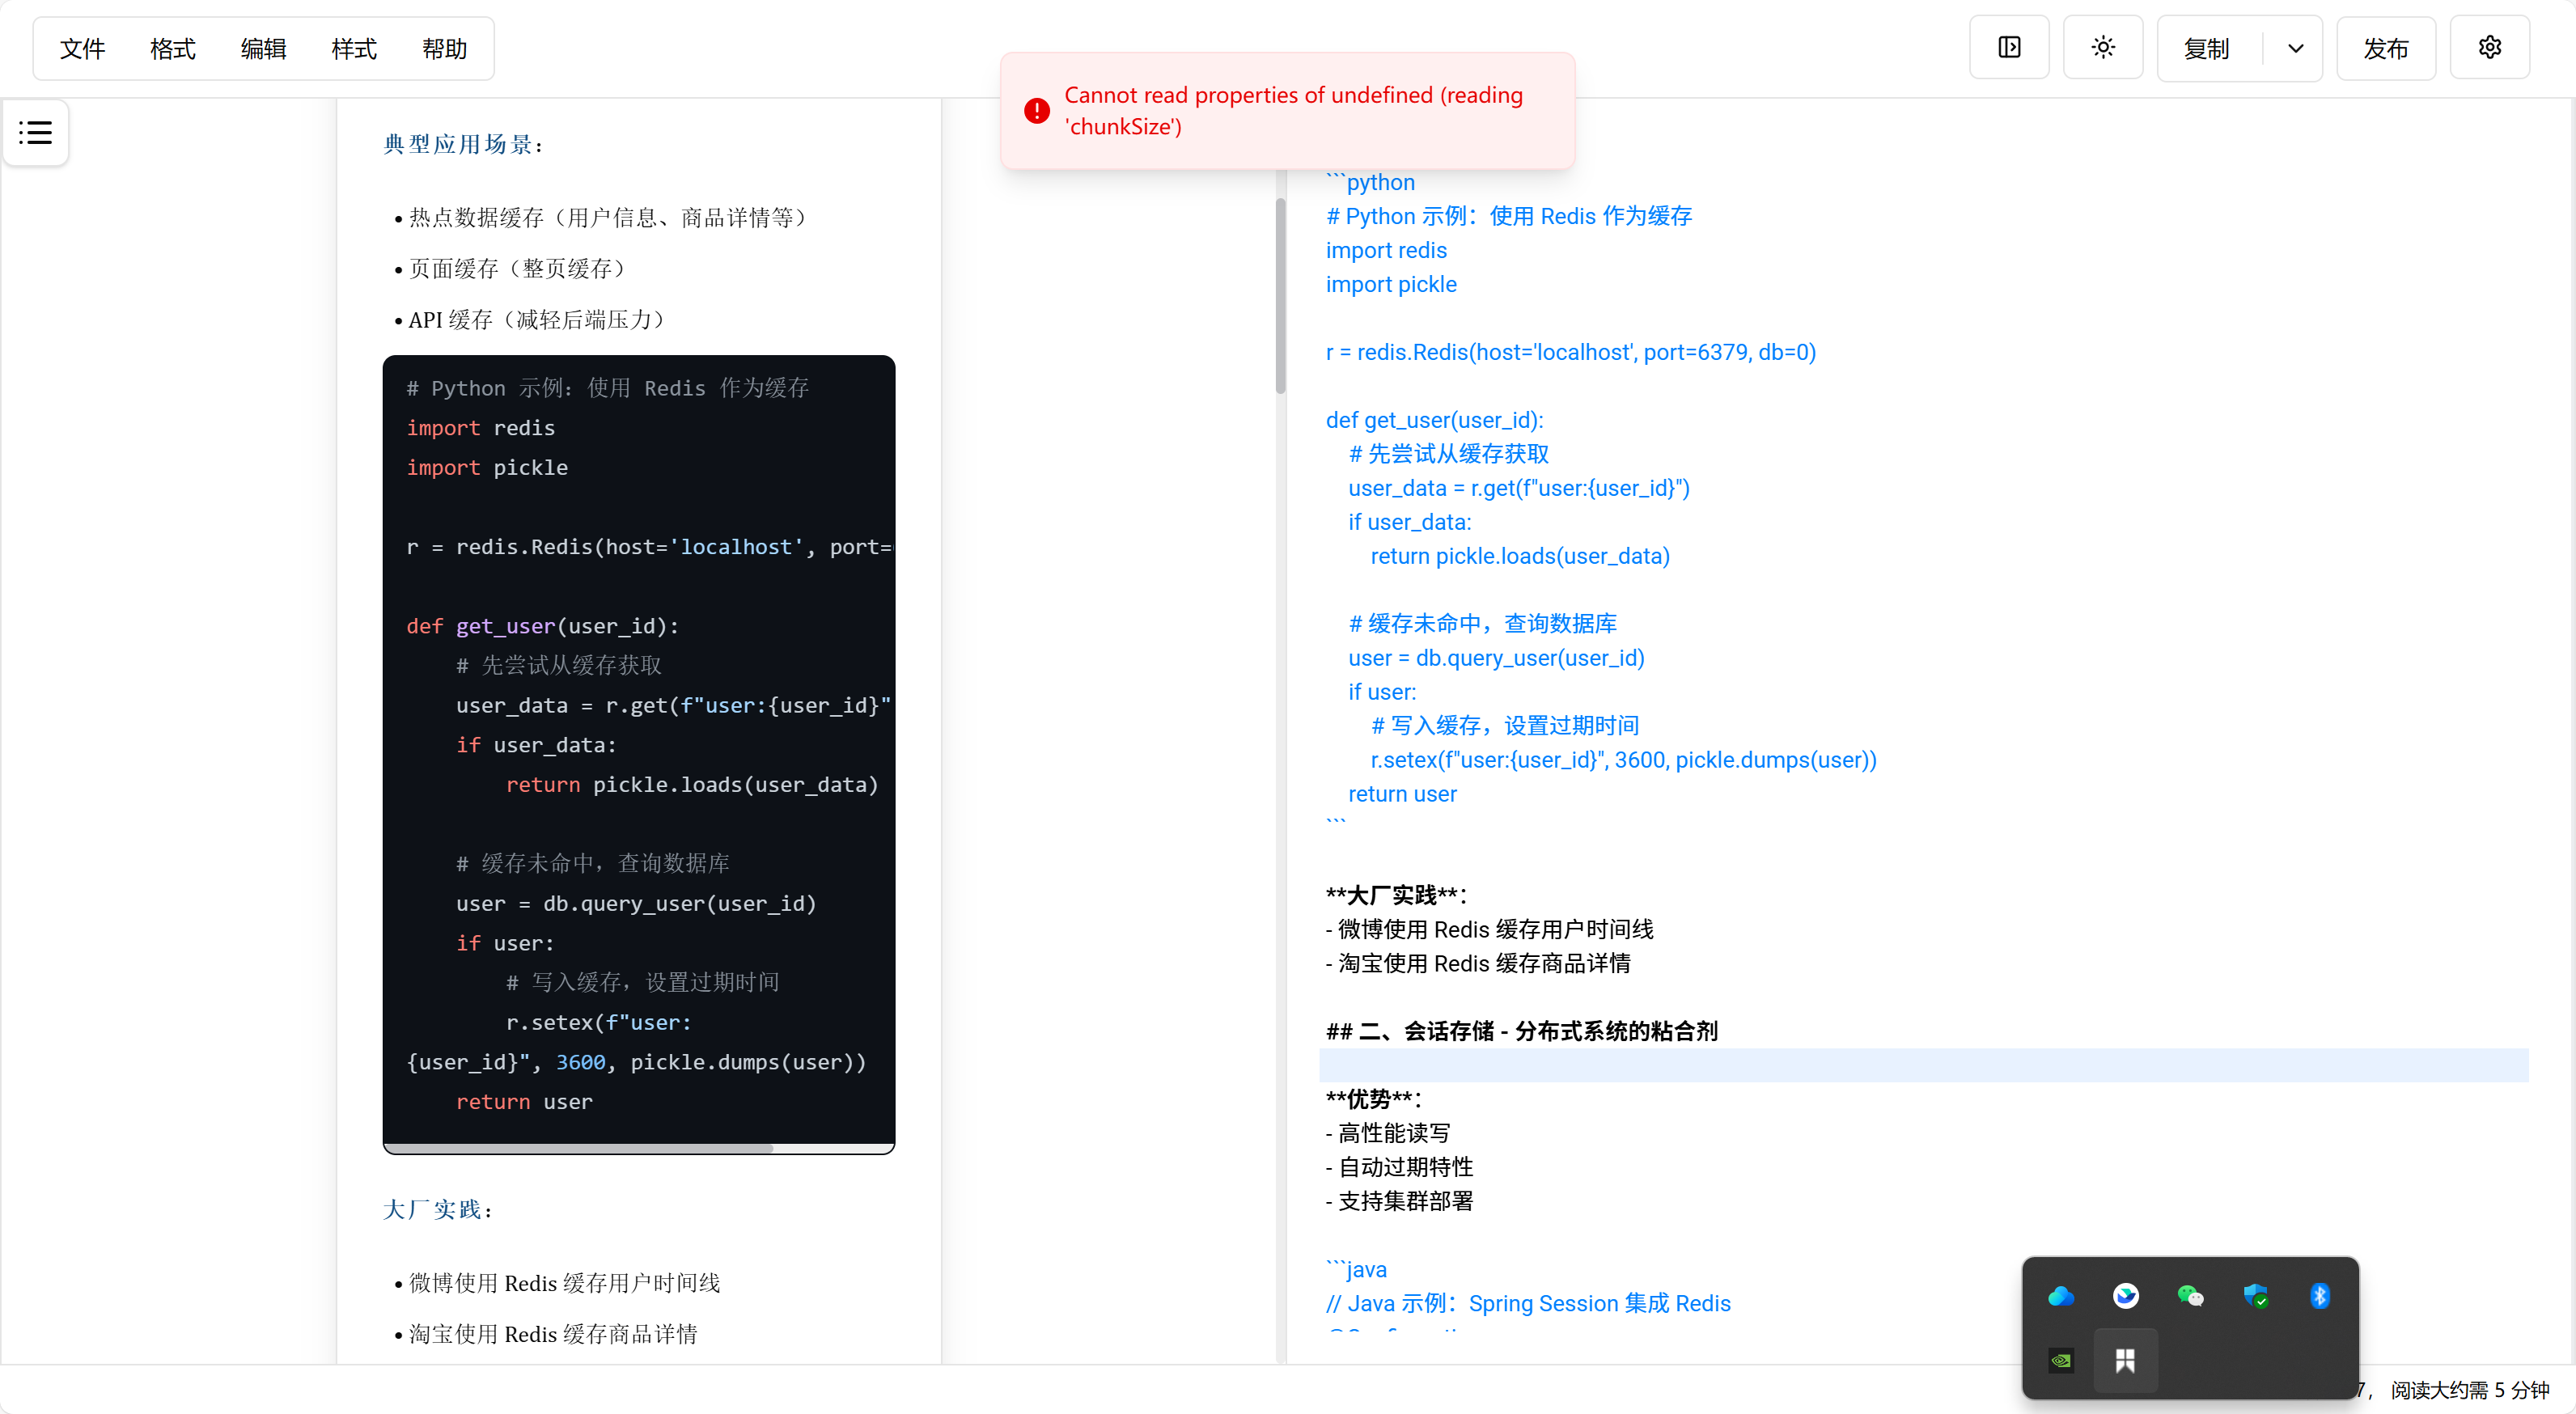 文件 格式 编辑 样式 帮助
复制 发布
Cannot read properties of undefined (reading
'chunkSize')
典型应用场景：
• 热点数据缓存（用户信息、商品详情等）
• 页面缓存（整页缓存）
• API 缓存（减轻后端压力）
# Python 示例：使用 Redis 作为缓存
import redis
import pickle
r = redis.Redis(host='localhost', port=
def get_user(user_id):
# 先尝试从缓存获取
user_data = r.get(f"user:{user_id}"
if user_data:
return pickle.loads(user_data)
# 缓存未命中，查询数据库
user = db.query_user(user_id)
if user:
# 写入缓存，设置过期时间
r.setex(f"user:
{user_id}", 3600, pickle.dumps(user))
return user
大厂实践：
• 微博使用 Redis 缓存用户时间线
• 淘宝使用 Redis 缓存商品详情
```python
# Python 示例：使用 Redis 作为缓存
import redis
import pickle
r = redis.Redis(host='localhost', port=6379, db=0)
def get_user(user_id):
# 先尝试从缓存获取
user_data = r.get(f"user:{user_id}")
if user_data:
return pickle.loads(user_data)
# 缓存未命中，查询数据库
user = db.query_user(user_id)
if user:
# 写入缓存，设置过期时间
r.setex(f"user:{user_id}", 3600, pickle.dumps(user))
return user
```
**大厂实践**：
- 微博使用 Redis 缓存用户时间线
- 淘宝使用 Redis 缓存商品详情
## 二、会话存储 - 分布式系统的粘合剂
**优势**：
- 高性能读写
- 自动过期特性
- 支持集群部署
```java
// Java 示例：Spring Session 集成 Redis
7， 阅读大约需 5 分钟